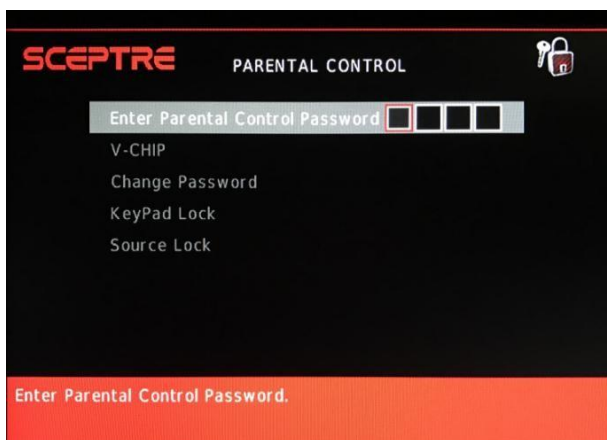 SCEPTRE PARENTAL CONTROL
Enter Parental Control Password
V-CHIP
Change Password
KeyPad Lock
Source Lock
Enter Parental Control Password.